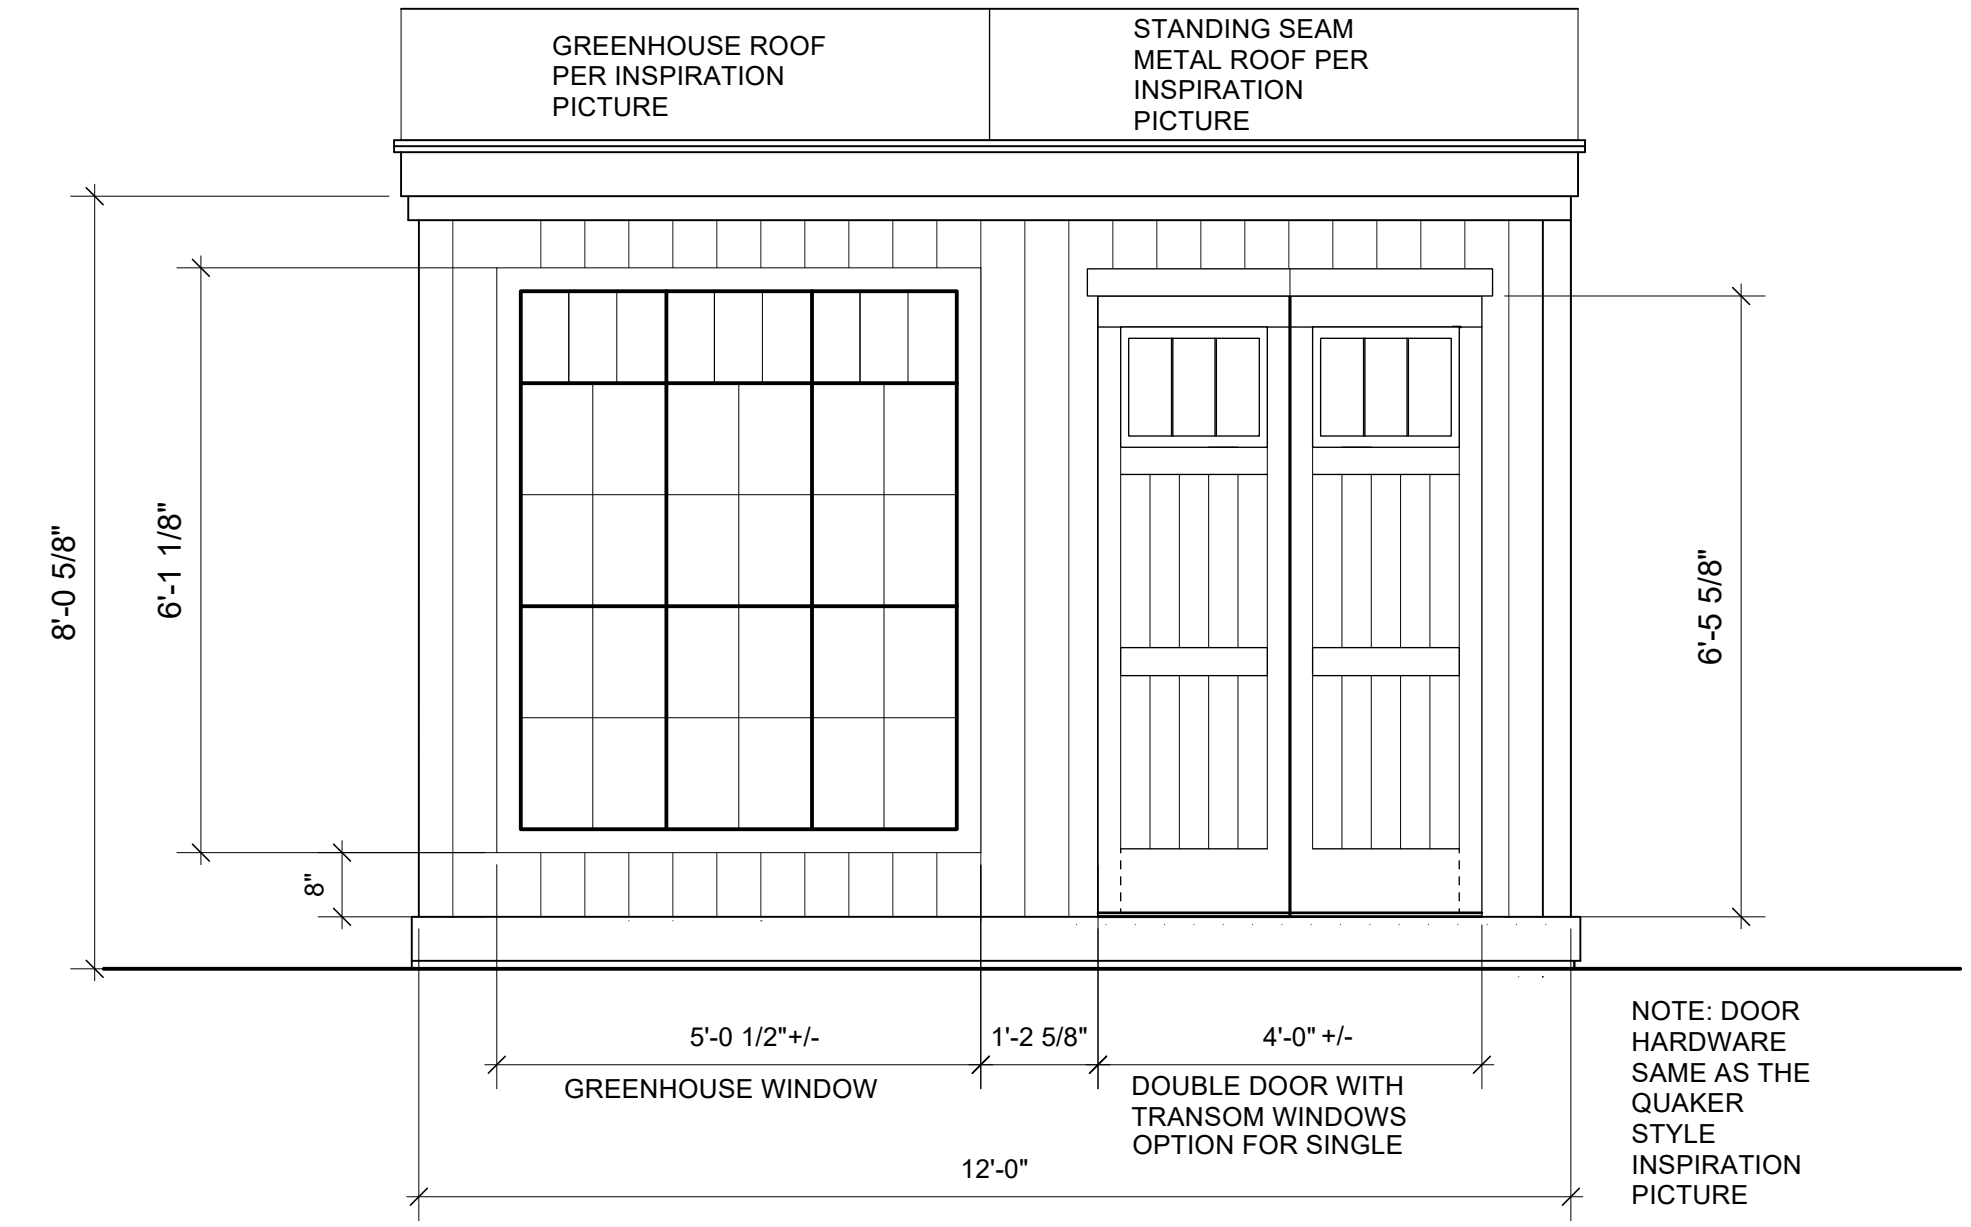 GREENHOUSE ROOF
PER INSPIRATION
PICTURE
STANDING SEAM
METAL ROOF PER
INSPIRATION
PICTURE
8'-0 5/8"
6'-1 1/8"
8"
6'-5 5/8"
5'-0 1/2"+/-
1'-2 5/8"
4'-0" +/-
GREENHOUSE WINDOW
DOUBLE DOOR WITH
TRANSOM WINDOWS
OPTION FOR SINGLE
12'-0"
NOTE: DOOR
HARDWARE
SAME AS THE
QUAKER
STYLE
INSPIRATION
PICTURE